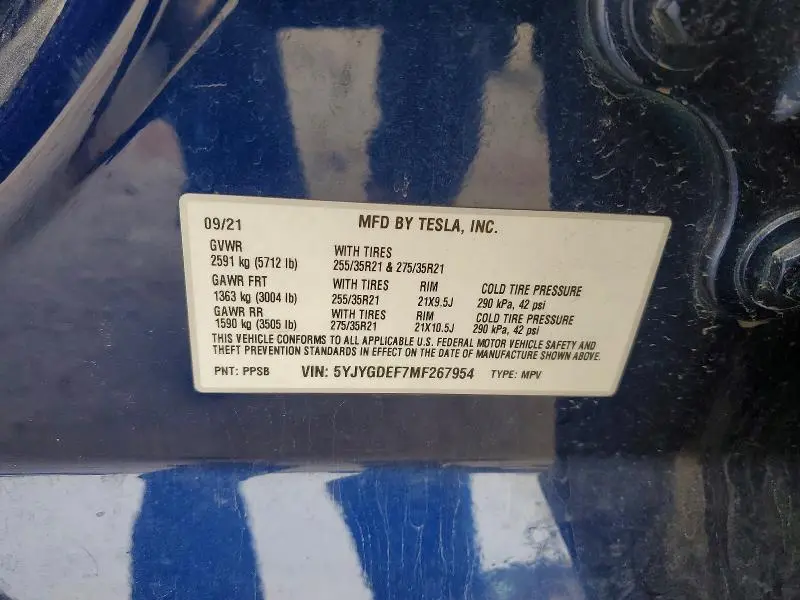 09/21 MFD BY TESLA, INC.
GVWR WITH TIRES
2591 kg (5712 lb) 255/35R21 & 275/35R21
GAWR FRT WITH TIRES RIM COLD TIRE PRESSURE
1363 kg (3004 lb) 255/35R21 21X9.5J 290 kPa, 42 psi
GAWR RR WITH TIRES RIM COLD TIRE PRESSURE
1590 kg (3505 lb) 275/35R21 21X10.5J 290 kPa, 42 psi
THIS VEHICLE CONFORMS TO ALL APPLICABLE U.S. FEDERAL MOTOR VEHICLE SAFETY AND
THEFT PREVENTION STANDARDS IN EFFECT ON THE DATE OF MANUFACTURE SHOWN ABOVE.
PNT: PPSB VIN: 5YJYGDEF7MF267954 TYPE: MPV